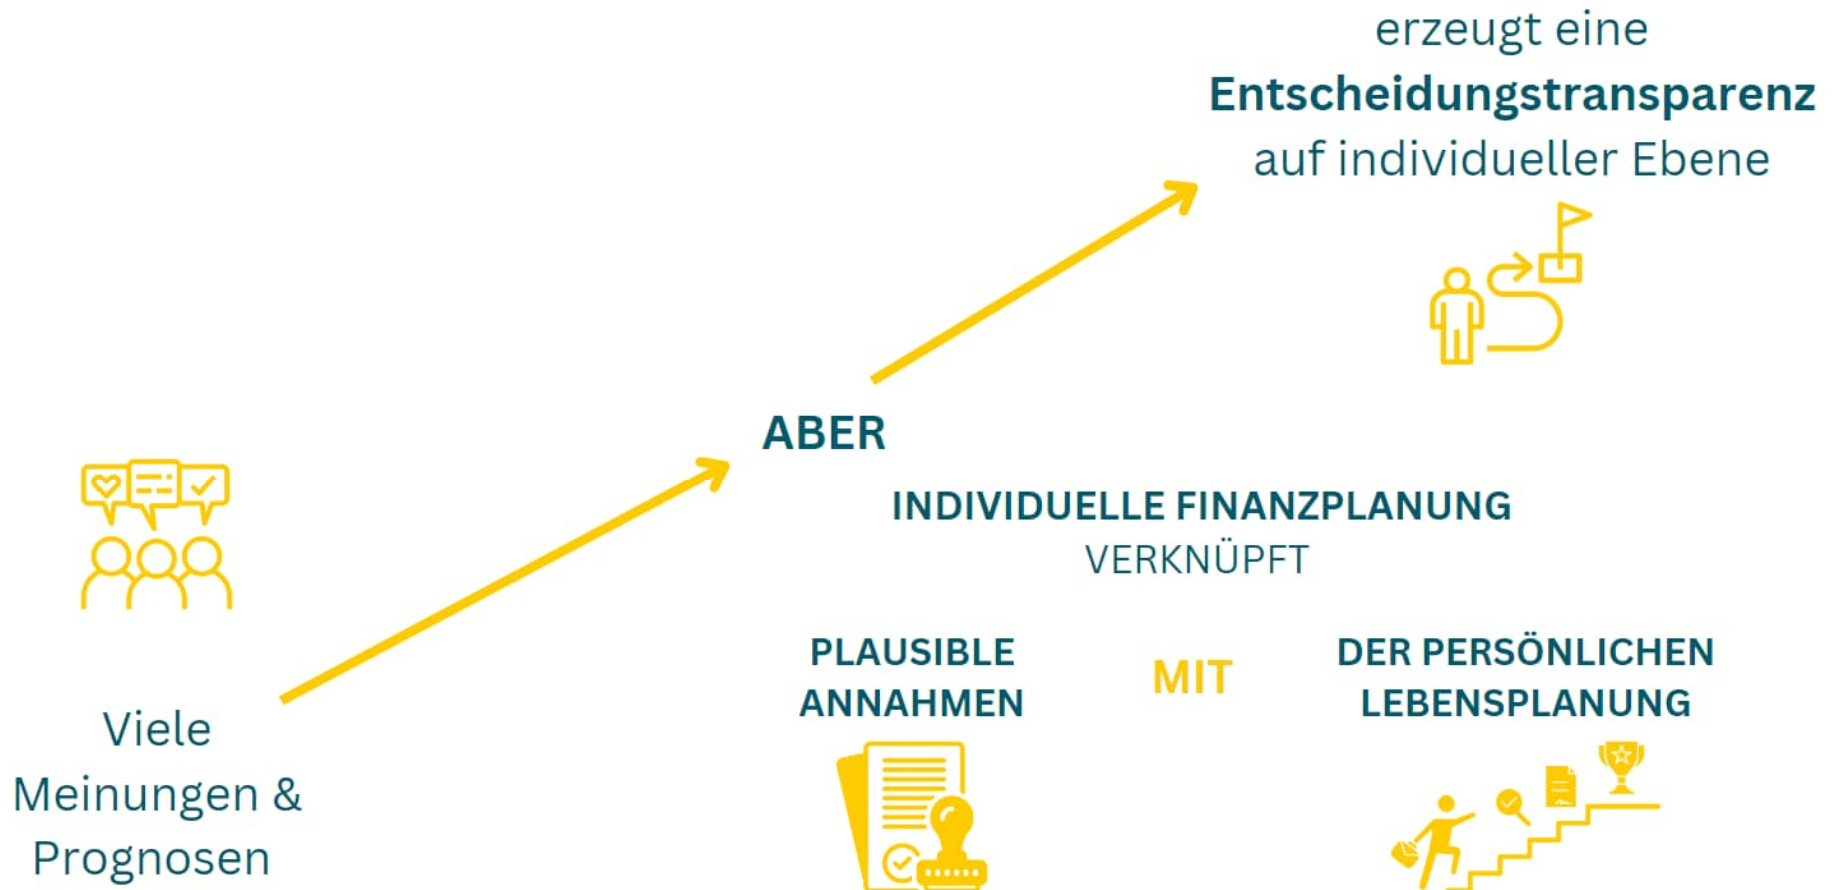 Viele
Meinungen &
Prognosen
ABER
INDIVIDUELLE FINANZPLANUNG
VERKNÜPFT
PLAUSIBLE
ANNAHMEN
MIT
DER PERSÖNLICHEN
LEBENSPLANUNG
erzeugt eine
Entscheidungstransparenz
auf individueller Ebene